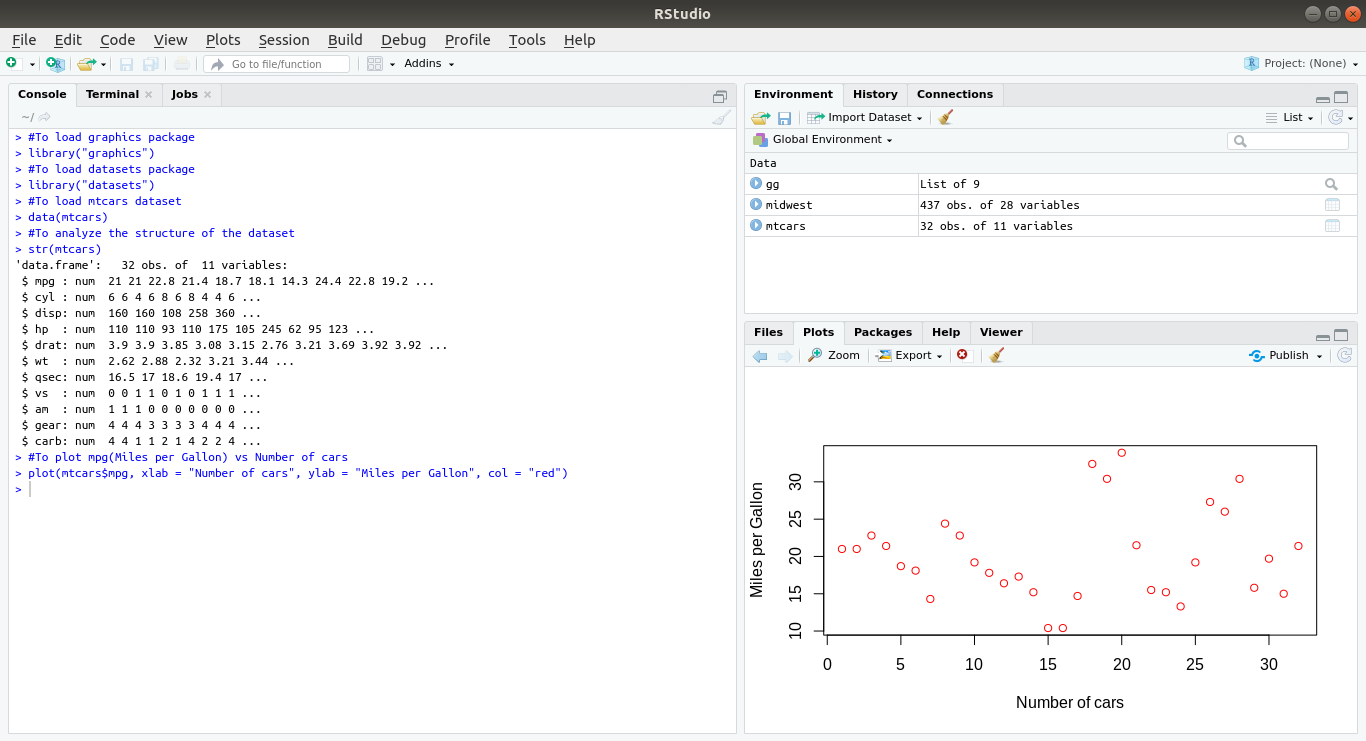 RStudio
File Edit Code View Plots Session Build Debug Profile Tools Help
Go to file/function Addins Project: (None)
Console Terminal Jobs
~/
> #To load graphics package
> library("graphics")
> #To load datasets package
> library("datasets")
> #To load mtcars dataset
> data(mtcars)
> #To analyze the structure of the dataset
> str(mtcars)
'data.frame':   32 obs. of  11 variables:
 $ mpg : num  21 21 22.8 21.4 18.7 18.1 14.3 24.4 22.8 19.2 ...
 $ cyl : num  6 6 4 6 8 6 8 4 4 6 ...
 $ disp: num  160 160 108 258 360 ...
 $ hp  : num  110 110 93 110 175 105 245 62 95 123 ...
 $ drat: num  3.9 3.9 3.85 3.08 3.15 2.76 3.21 3.69 3.92 3.92 ...
 $ wt  : num  2.62 2.88 2.32 3.21 3.44 ...
 $ qsec: num  16.5 17 18.6 19.4 17 ...
 $ vs  : num  0 0 1 1 0 1 0 1 1 1 ...
 $ am  : num  1 1 1 0 0 0 0 0 0 0 ...
 $ gear: num  4 4 4 3 3 3 3 4 4 4 ...
 $ carb: num  4 4 1 1 2 1 4 2 2 4 ...
> #To plot mpg(Miles per Gallon) vs Number of cars
> plot(mtcars$mpg, xlab = "Number of cars", ylab = "Miles per Gallon", col = "red")
>
Environment History Connections
Import Dataset List
Global Environment
Data
gg List of 9
midwest 437 obs. of 28 variables
mtcars 32 obs. of 11 variables
Files Plots Packages Help Viewer
Zoom Export Publish
Miles per Gallon
30
25
20
15
10
0 5 10 15 20 25 30
Number of cars